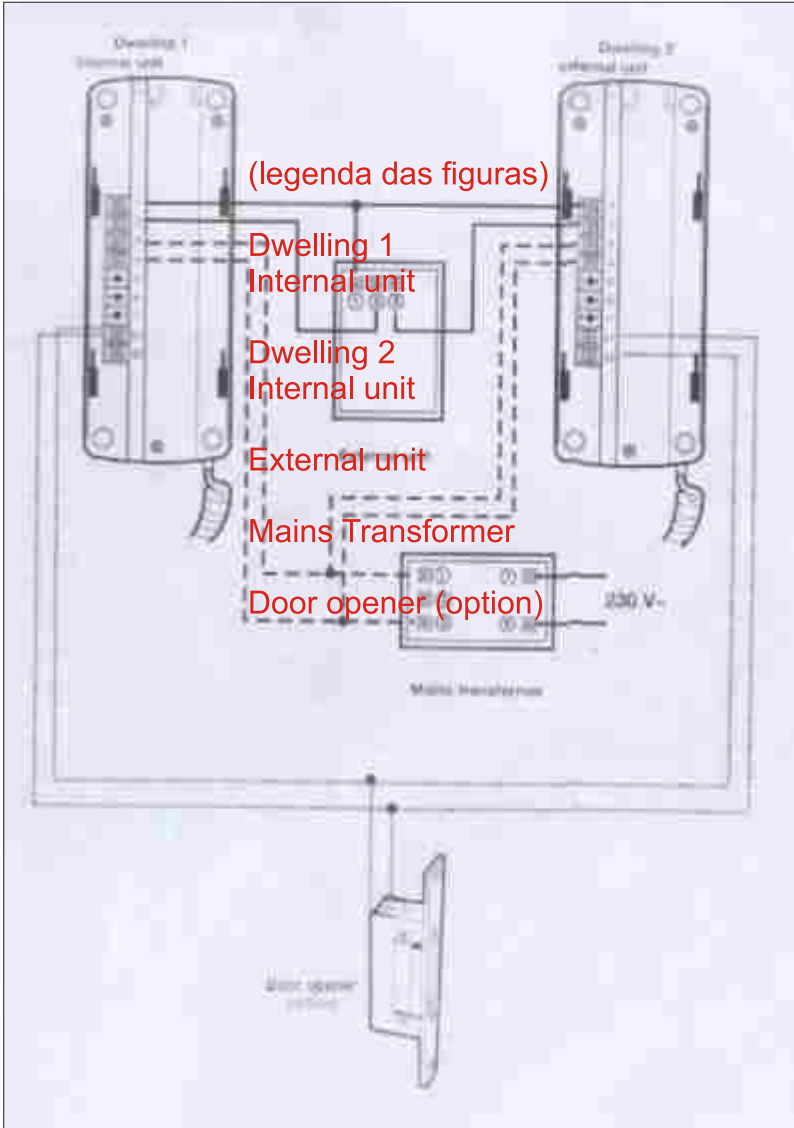 Dwelling 1
Internal unit
Dwelling 2
Internal unit
(legenda das figuras)
Dwelling 1
Internal unit
Dwelling 2
Internal unit
External unit
Mains Transformer
Door opener (option)
230 V~
Mains transformer
Door opener